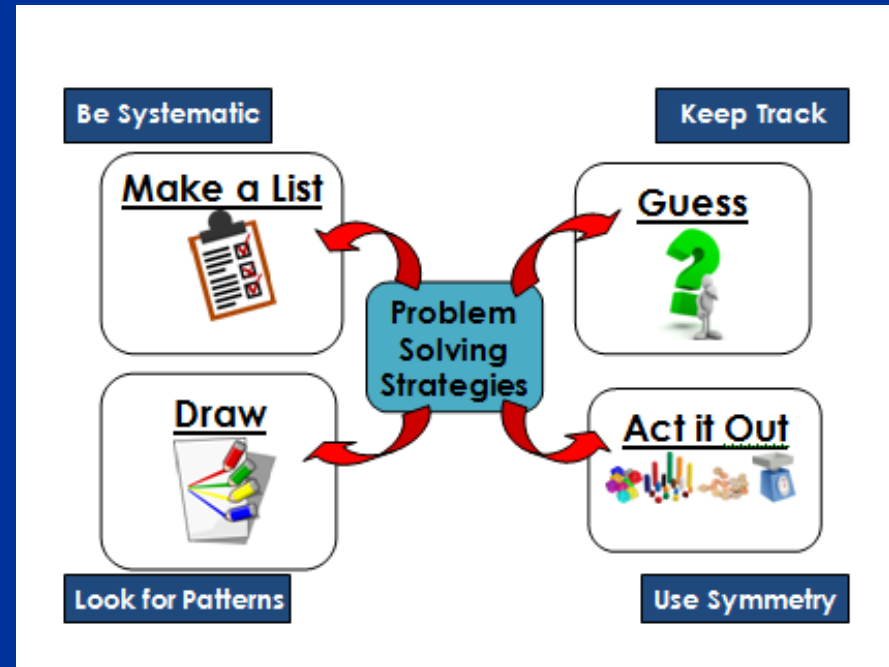 Be Systematic
Keep Track
Make a List
Guess
Problem
Solving
Strategies
Draw
Act it Out
Look for Patterns
Use Symmetry